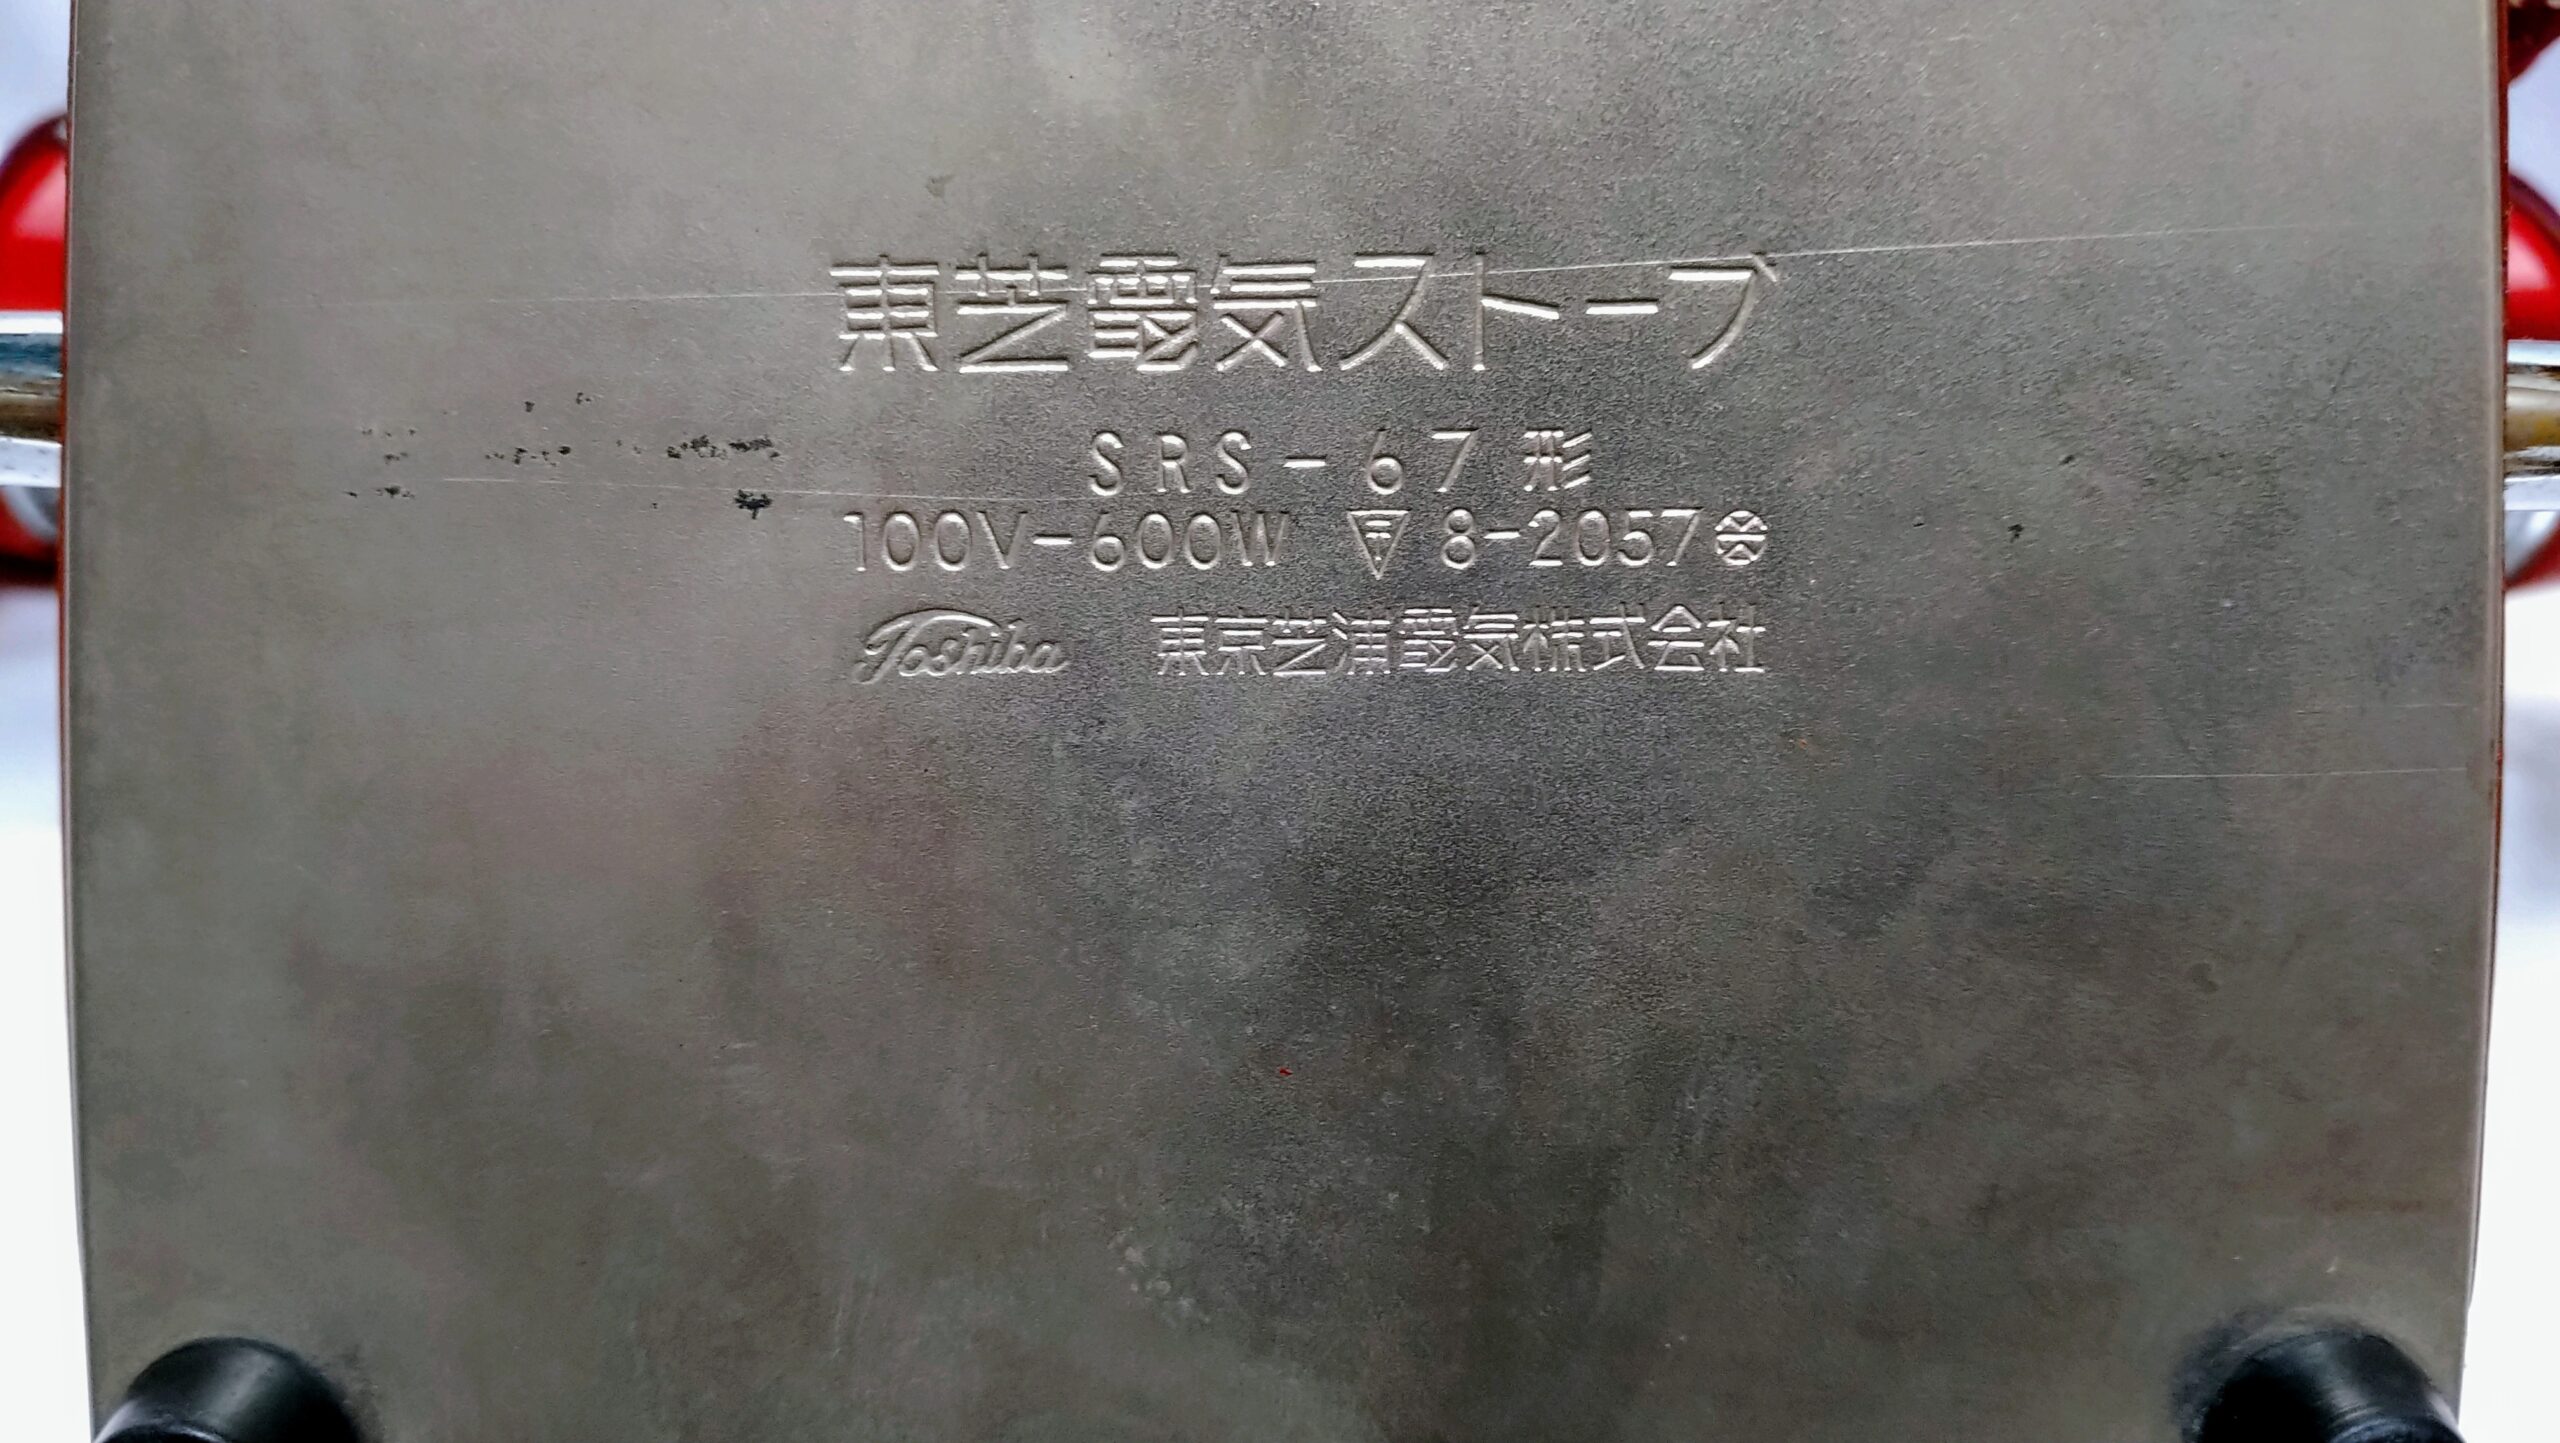 東芝電気ストーブ
SRS-67形
100V-600W 〒 8-2057
Toshiba 東京芝浦電気株式会社